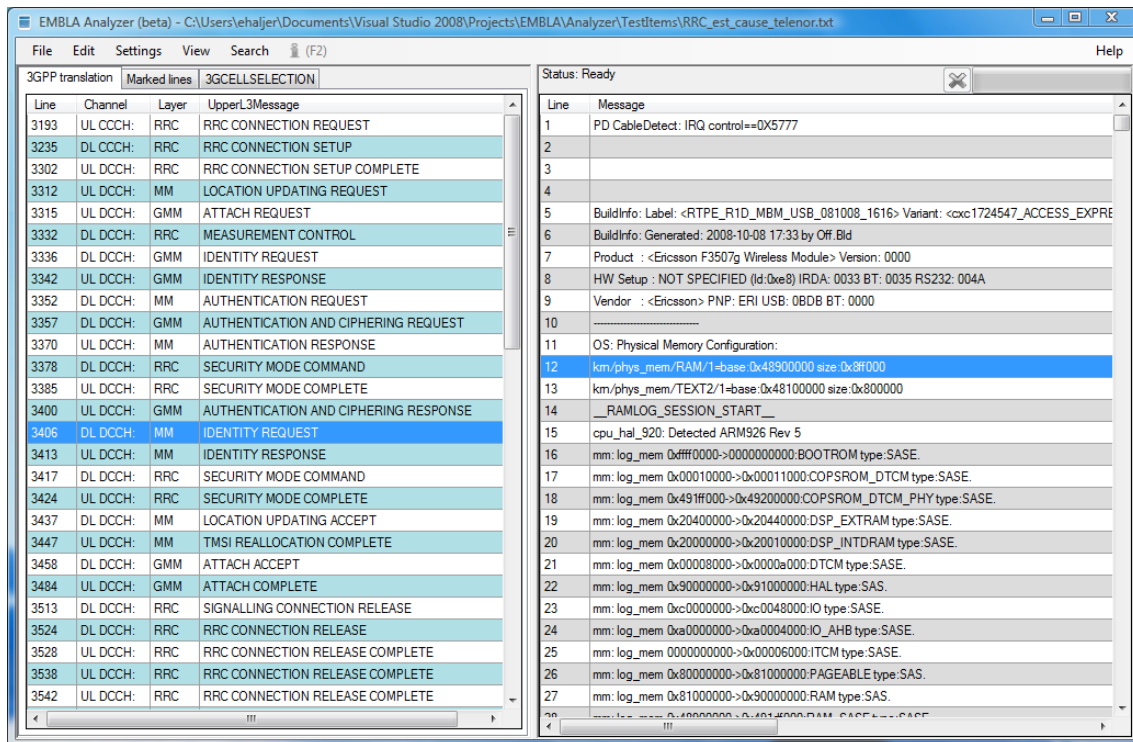 EMBLA Analyzer (beta) - C:\Users\ehaljer\Documents\Visual Studio 2008\Projects\EMBLA\Analyzer\TestItems\RRC_est_cause_telenor.txt
File Edit Settings View Search (F2) Help
3GPP translation Marked lines 3GCELLSELECTION
Line Channel Layer UpperL3Message
3193 UL CCCH: RRC RRC CONNECTION REQUEST
3235 DL CCCH: RRC RRC CONNECTION SETUP
3302 UL DCCH: RRC RRC CONNECTION SETUP COMPLETE
3312 UL DCCH: MM LOCATION UPDATING REQUEST
3315 UL DCCH: GMM ATTACH REQUEST
3332 DL DCCH: RRC MEASUREMENT CONTROL
3336 DL DCCH: GMM IDENTITY REQUEST
3342 UL DCCH: GMM IDENTITY RESPONSE
3352 DL DCCH: MM AUTHENTICATION REQUEST
3357 DL DCCH: GMM AUTHENTICATION AND CIPHERING REQUEST
3370 UL DCCH: MM AUTHENTICATION RESPONSE
3378 DL DCCH: RRC SECURITY MODE COMMAND
3385 UL DCCH: RRC SECURITY MODE COMPLETE
3400 UL DCCH: GMM AUTHENTICATION AND CIPHERING RESPONSE
3406 DL DCCH: MM IDENTITY REQUEST
3413 UL DCCH: MM IDENTITY RESPONSE
3417 DL DCCH: RRC SECURITY MODE COMMAND
3424 UL DCCH: RRC SECURITY MODE COMPLETE
3437 DL DCCH: MM LOCATION UPDATING ACCEPT
3447 UL DCCH: MM TMSI REALLOCATION COMPLETE
3458 DL DCCH: GMM ATTACH ACCEPT
3484 UL DCCH: GMM ATTACH COMPLETE
3513 DL DCCH: RRC SIGNALLING CONNECTION RELEASE
3524 DL DCCH: RRC RRC CONNECTION RELEASE
3528 UL DCCH: RRC RRC CONNECTION RELEASE COMPLETE
3538 UL DCCH: RRC RRC CONNECTION RELEASE COMPLETE
3542 UL DCCH: RRC RRC CONNECTION RELEASE COMPLETE
Status: Ready
Line Message
1 PD CableDetect: IRQ control==0X5777
2
3
4
5 BuildInfo: Label: <RTPE_R1D_MBM_USB_081008_1616> Variant: <cxc1724547_ACCESS_EXPRE
6 BuildInfo: Generated: 2008-10-08 17:33 by Off.Bld
7 Product : <Ericsson F3507g Wireless Module> Version: 0000
8 HW Setup : NOT SPECIFIED (Id:0xe8) IRDA: 0033 BT: 0035 RS232: 004A
9 Vendor : <Ericsson> PNP: ERI USB: 0BDB BT: 0000
10 --------------------------------
11 OS: Physical Memory Configuration:
12 km/phys_mem/RAM/1=base:0x48900000 size:0x8ff000
13 km/phys_mem/TEXT2/1=base:0x48100000 size:0x800000
14 __RAMLOG_SESSION_START__
15 cpu_hal_920: Detected ARM926 Rev 5
16 mm: log_mem 0xffff0000->0000000000:BOOTROM type:SASE.
17 mm: log_mem 0x00010000->0x00011000:COPSROM_DTCM type:SASE.
18 mm: log_mem 0x491ff000->0x49200000:COPSROM_DTCM_PHY type:SASE.
19 mm: log_mem 0x20400000->0x20440000:DSP_EXTRAM type:SASE.
20 mm: log_mem 0x20000000->0x20010000:DSP_INTDRAM type:SASE.
21 mm: log_mem 0x00008000->0x0000a000:DTCM type:SASE.
22 mm: log_mem 0x90000000->0x91000000:HAL type:SAS.
23 mm: log_mem 0xc0000000->0xc0048000:IO type:SASE.
24 mm: log_mem 0xa0000000->0xa0004000:IO_AHB type:SASE.
25 mm: log_mem 0000000000->0x00006000:ITCM type:SASE.
26 mm: log_mem 0x80000000->0x81000000:PAGEABLE type:SAS.
27 mm: log_mem 0x81000000->0x90000000:RAM type:SAS.